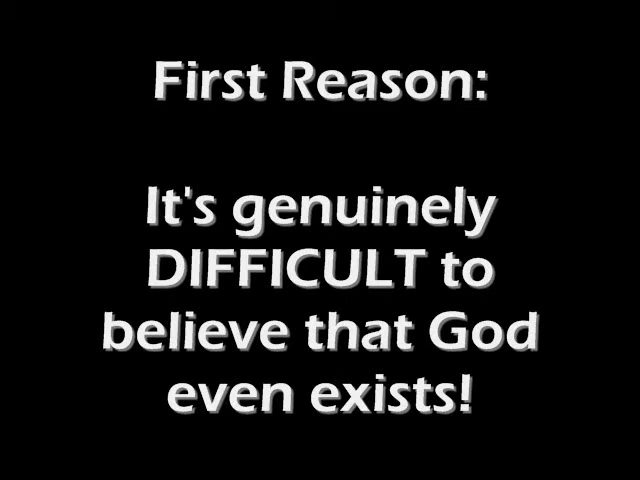 First Reason:
It's genuinely
DIFFICULT to
believe that God
even exists!